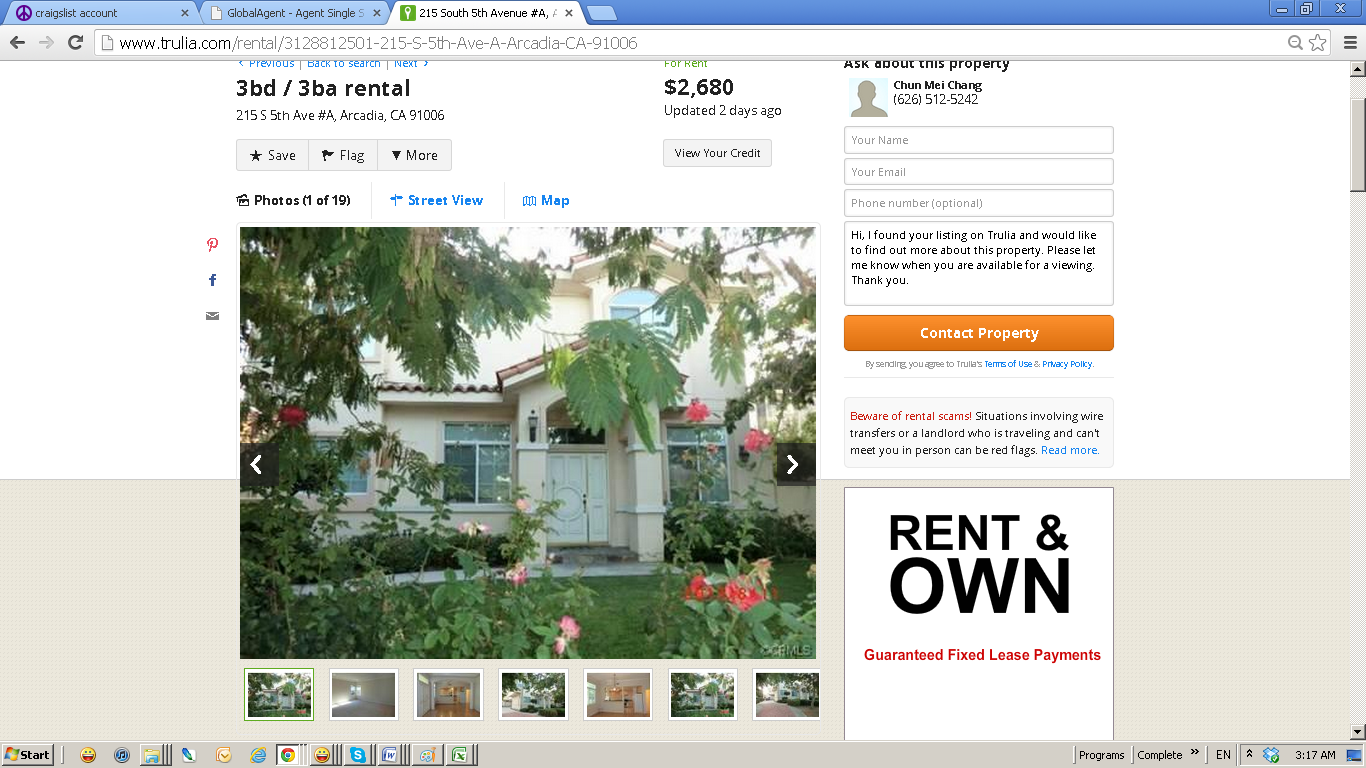 craigslist account
GlobalAgent - Agent Single S
215 South 5th Avenue #A, A
www.trulia.com/rental/3128812501-215-S-5th-Ave-A-Arcadia-CA-91006
‹ Previous | Back to search | Next ›
3bd / 3ba rental
215 S 5th Ave #A, Arcadia, CA 91006
For Rent
$2,680
Updated 2 days ago
Save
Flag
▼ More
View Your Credit
Photos (1 of 19)
Street View
Map
Ask about this property
Chun Mei Chang
(626) 512-5242
Your Name
Your Email
Phone number (optional)
Hi, I found your listing on Trulia and would like
to find out more about this property. Please let
me know when you are available for a viewing.
Thank you.
Contact Property
By sending, you agree to Trulia's Terms of Use & Privacy Policy.
Beware of rental scams! Situations involving wire
transfers or a landlord who is traveling and can't
meet you in person can be red flags. Read more.
RENT &
OWN
Guaranteed Fixed Lease Payments
Start
Programs
Complete
»
EN
3:17 AM